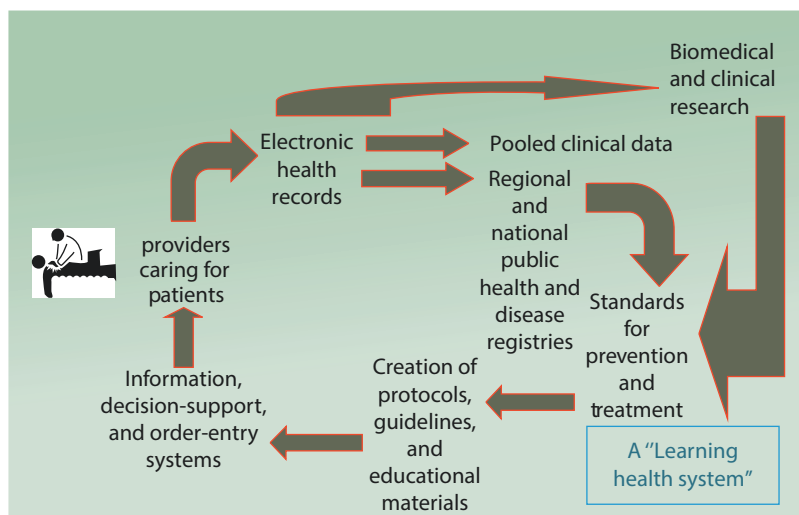 Biomedical
and clinical
research
Electronic
health
records
Pooled clinical data
Regional
and
national
public
health and
disease
registries
providers
caring for
patients
Standards
for
prevention
and
treatment
Creation of
protocols,
guidelines,
and
educational
materials
Information,
decision-support,
and order-entry
systems
A “Learning
health system”